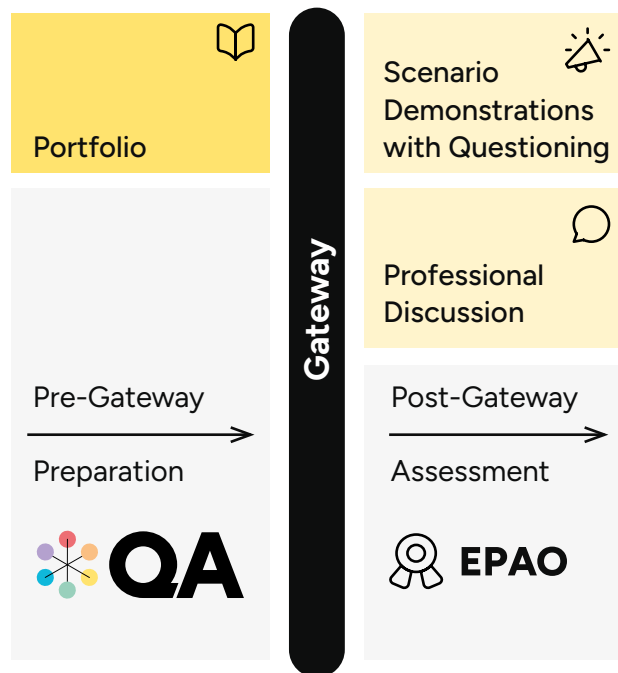 Portfolio
Pre-Gateway
Preparation
QA
Gateway
Scenario
Demonstrations
with Questioning
Professional
Discussion
Post-Gateway
Assessment
EPAO